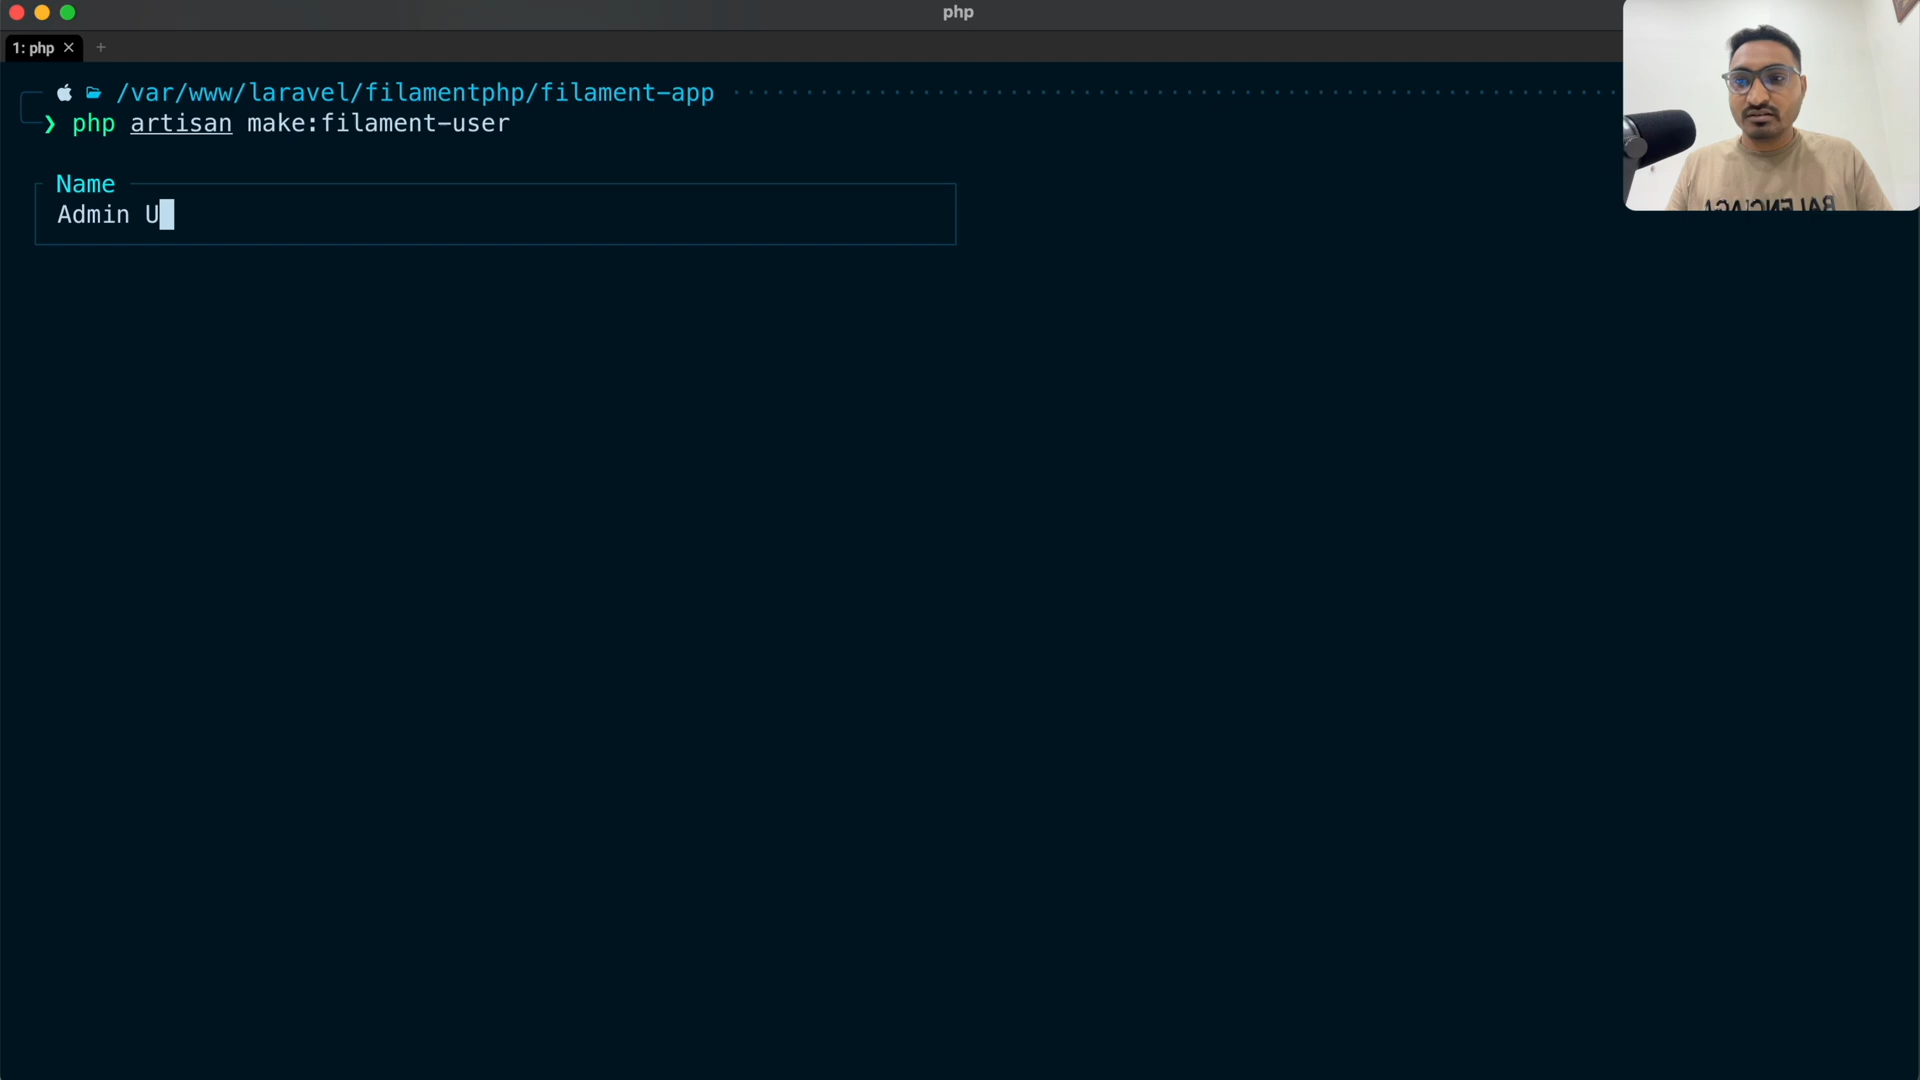 php
1: php
/var/www/laravel/filamentphp/filament-app
❯ php artisan make:filament-user
Name
Admin U